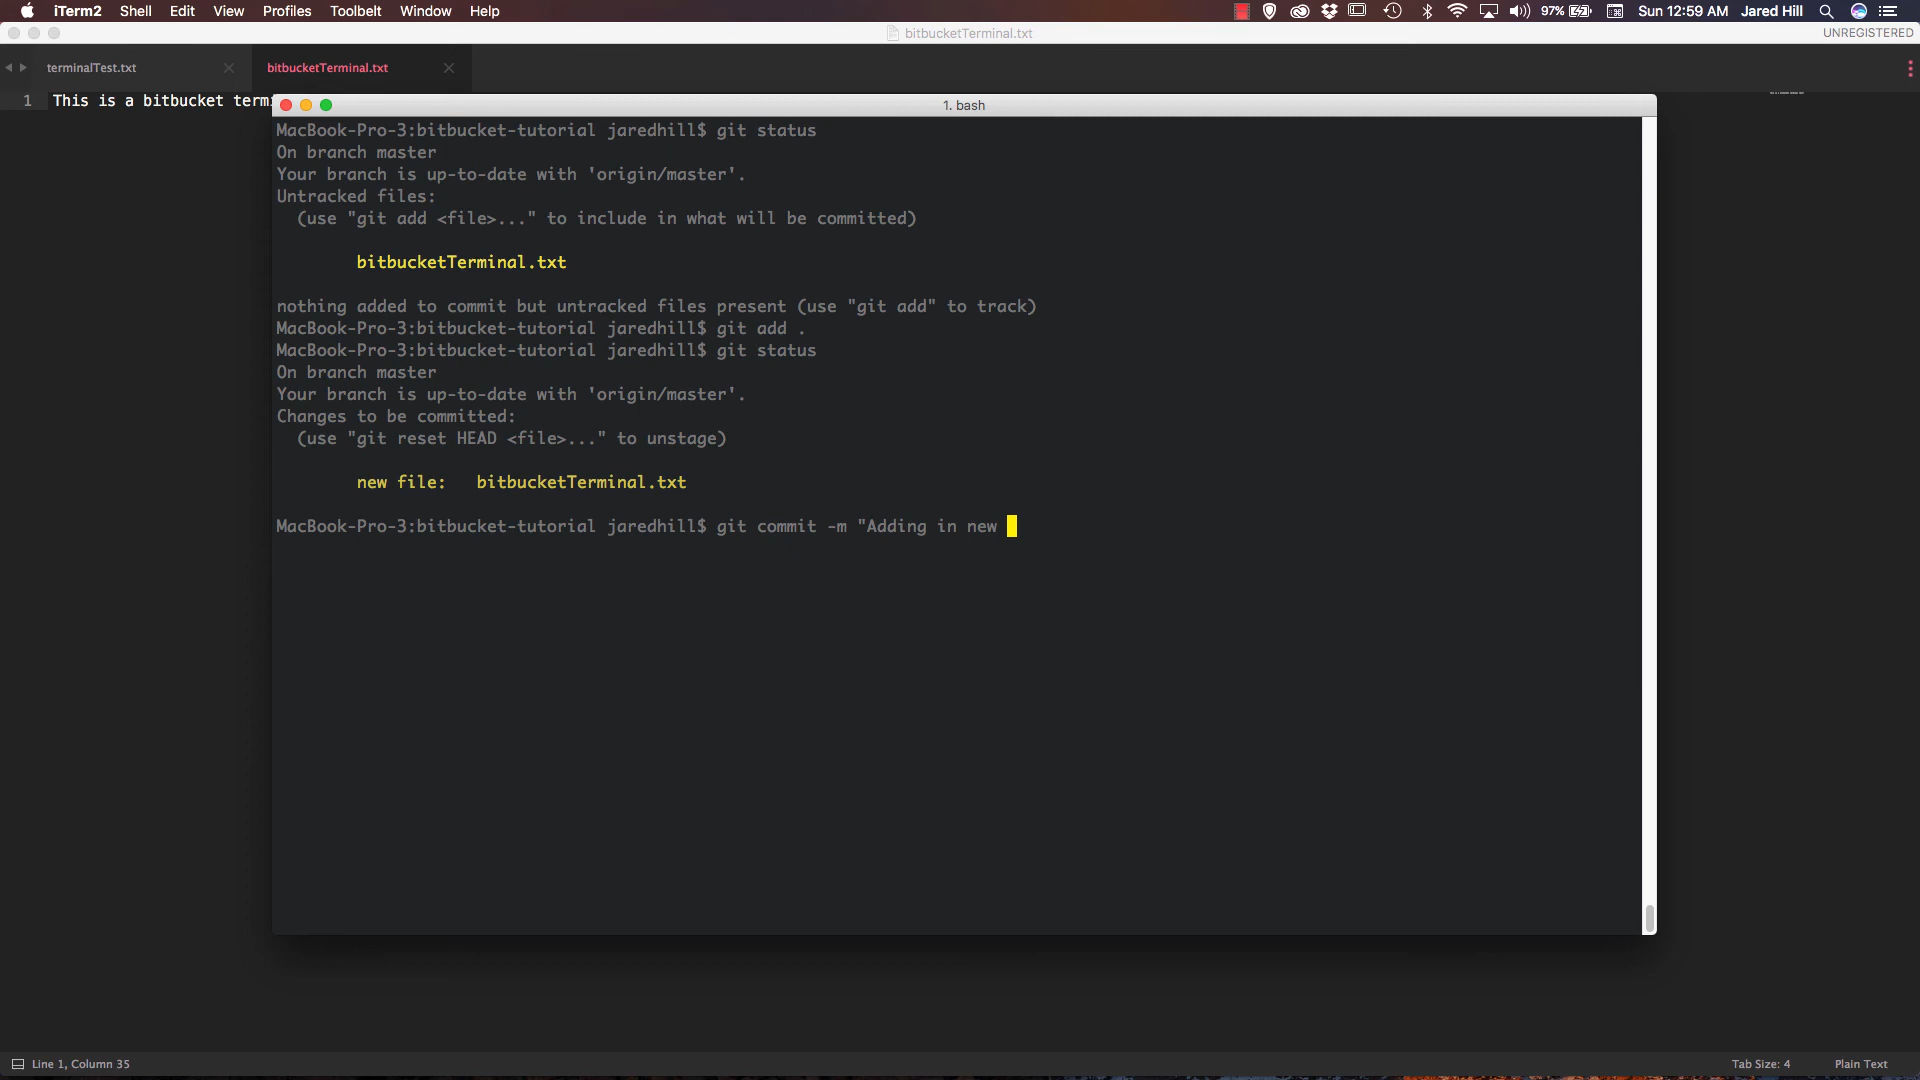 iTerm2 Shell Edit View Profiles Toolbelt Window Help 97% Sun 12:59 AM Jared Hill
bitbucketTerminal.txt UNREGISTERED
terminalTest.txt bitbucketTerminal.txt
1 This is a bitbucket termi
1. bash
MacBook-Pro-3:bitbucket-tutorial jaredhill$ git status
On branch master
Your branch is up-to-date with 'origin/master'.
Untracked files:
(use "git add <file>..." to include in what will be committed)
bitbucketTerminal.txt
nothing added to commit but untracked files present (use "git add" to track)
MacBook-Pro-3:bitbucket-tutorial jaredhill$ git add .
MacBook-Pro-3:bitbucket-tutorial jaredhill$ git status
On branch master
Your branch is up-to-date with 'origin/master'.
Changes to be committed:
(use "git reset HEAD <file>..." to unstage)
new file: bitbucketTerminal.txt
MacBook-Pro-3:bitbucket-tutorial jaredhill$ git commit -m "Adding in new
Line 1, Column 35 Tab Size: 4 Plain Text